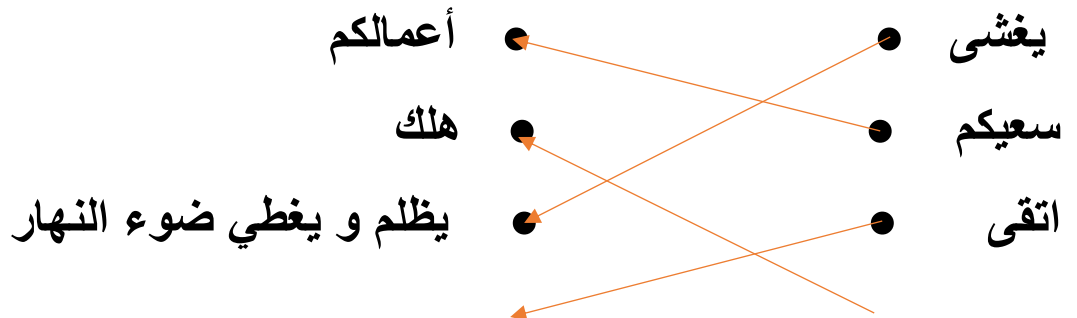 يغشى أعمالكم
سعيكم هلك
اتقى يظلم و يغطي ضوء النهار